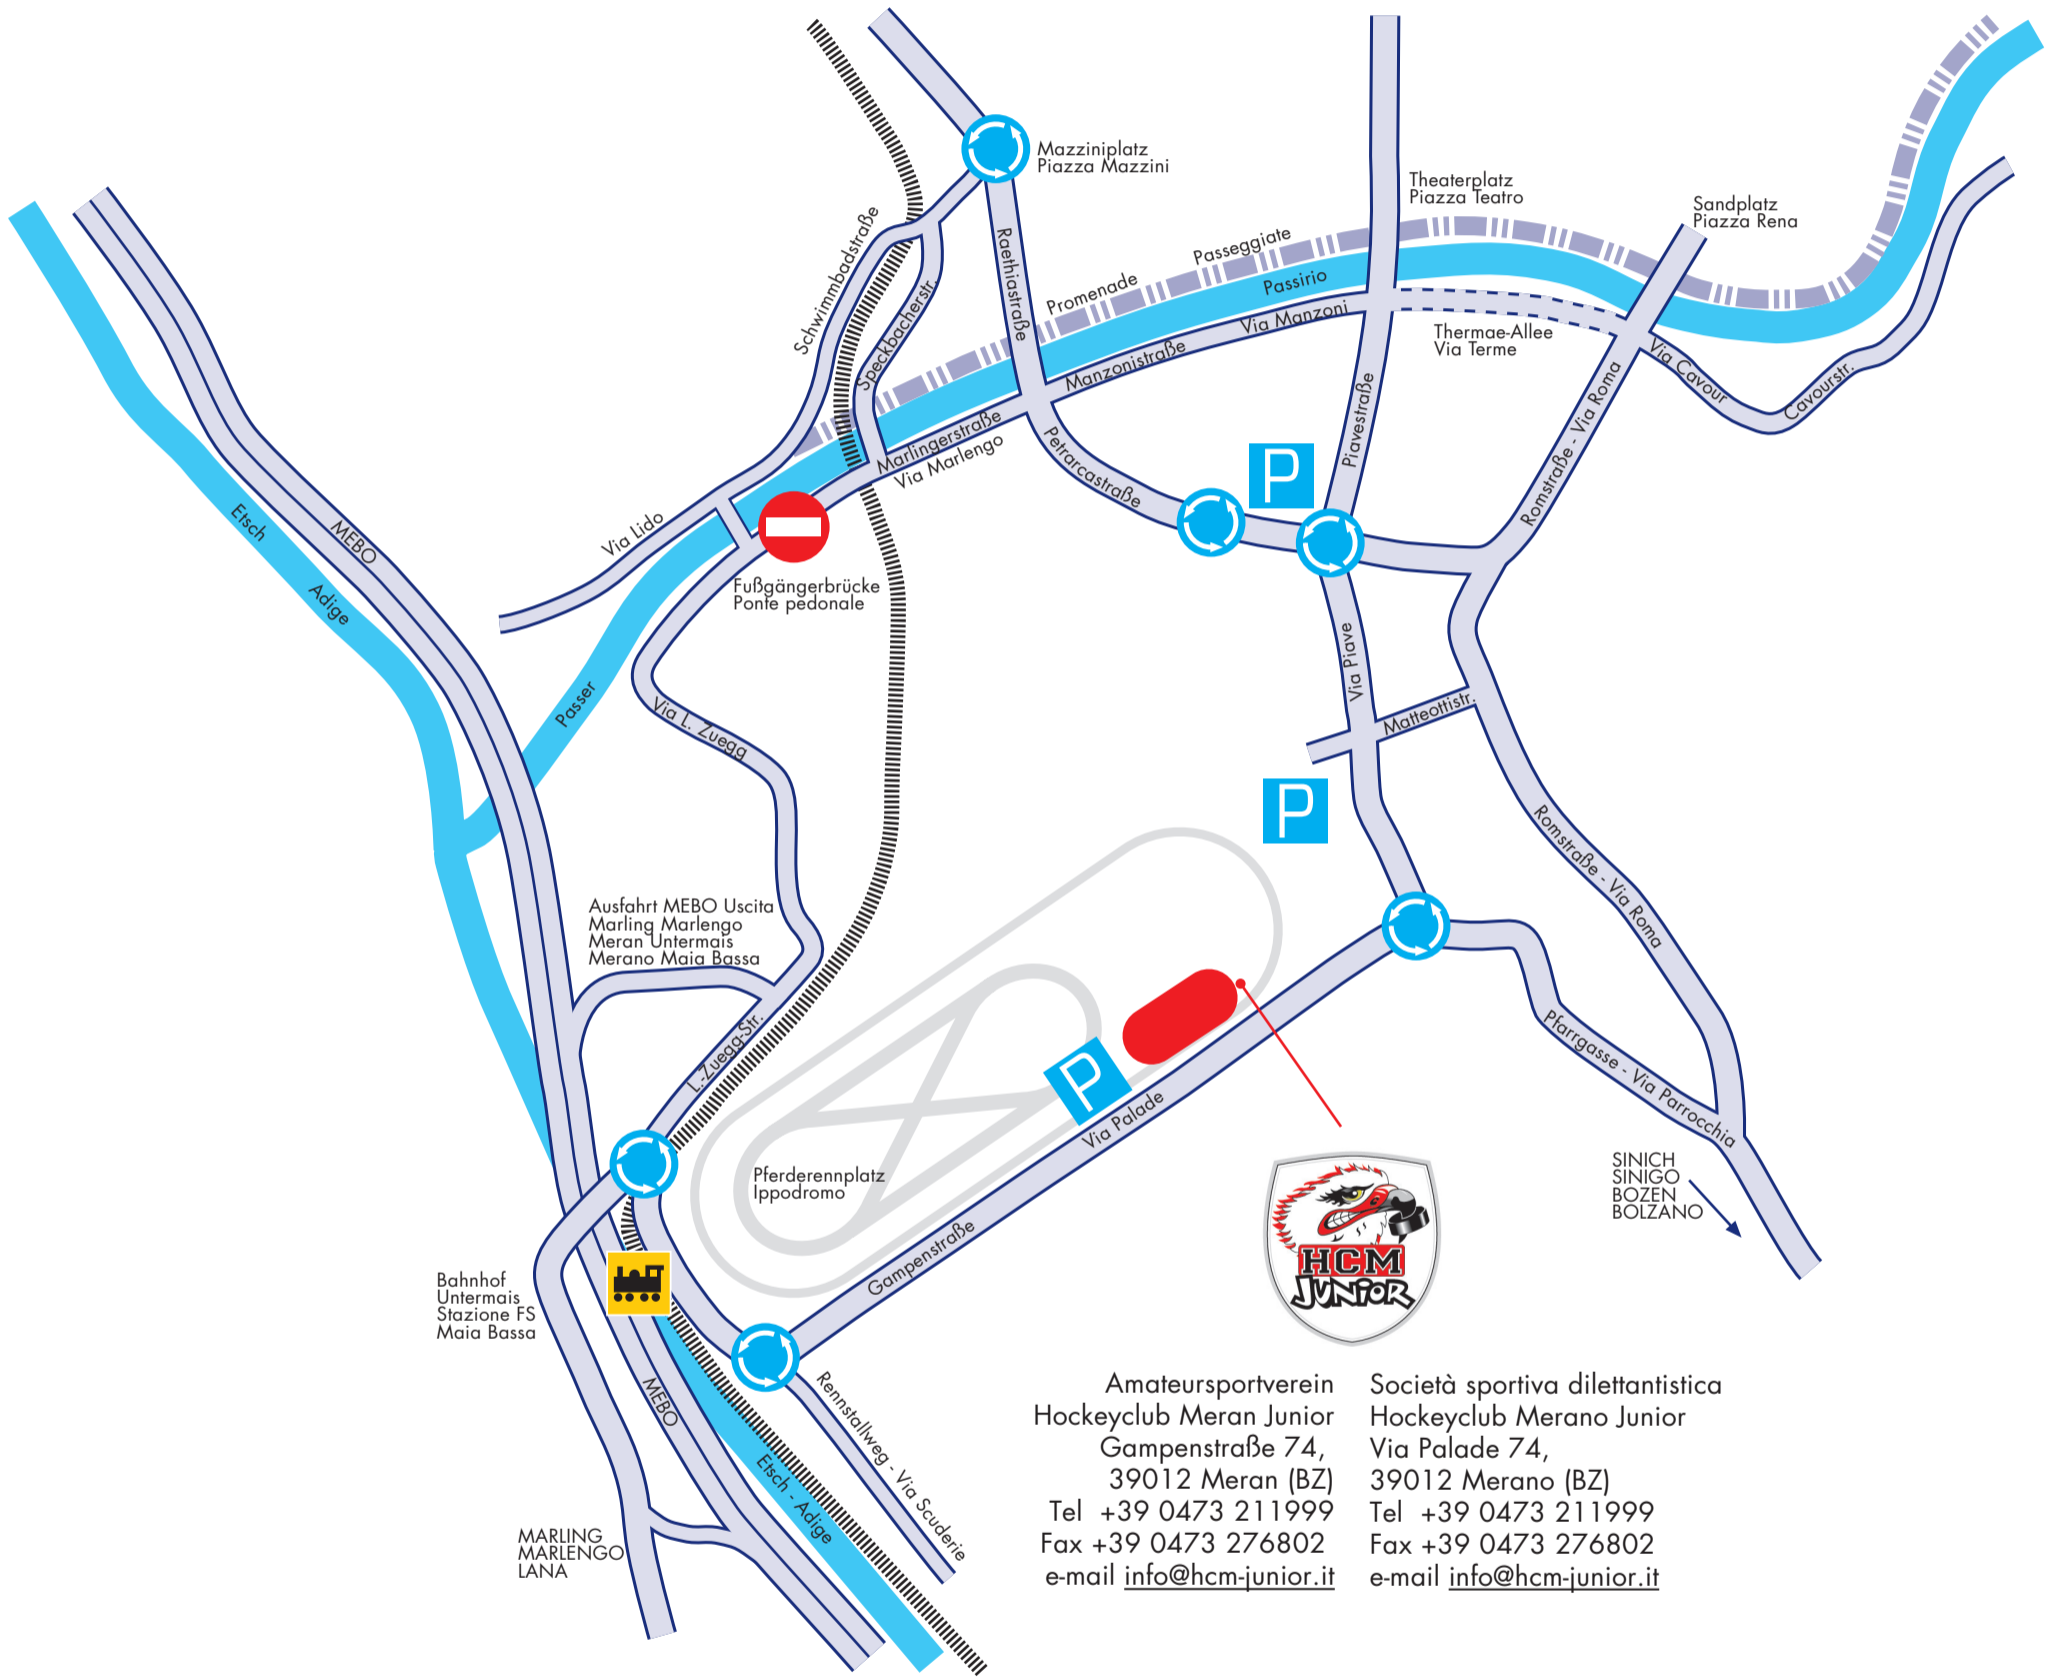 Mazziniplatz
Piazza Mazzini
Theaterplatz
Piazza Teatro
Sandplatz
Piazza Rena
Schwimmbadstraße
Speckbacherstr.
Raethiastraße
Promenade
Passeggiate
Passirio
Via Manzoni
Manzonistraße
Marlingerstraße
Via Marlengo
Thermae-Allee
Via Terme
Via Cavour
Cavourstr.
Romstraße - Via Roma
Piavestraße
Petrarcastraße
P
Via Lido
Fußgängerbrücke
Ponte pedonale
Etsch
MEBO
Adige
Passer
Via L. Zuegg
Via Piave
Matteottistr.
P
Romstraße - Via Roma
Ausfahrt MEBO Uscita
Marling Marlengo
Meran Untermais
Merano Maia Bassa
L.-Zuegg-Str.
P
Via Palade
Pfarrgasse - Via Parrocchia
Pferderennplatz
Ippodromo
Gampenstraße
SINICH
SINIGO
BOZEN
BOLZANO
HCM
JUNIOR
Bahnhof
Untermais
Stazione FS
Maia Bassa
MEBO
Rennstallweg - Via Scuderie
Etsch - Adige
MARLING
MARLENGO
LANA
Amateursportverein
Hockeyclub Meran Junior
Gampenstraße 74,
39012 Meran (BZ)
Tel +39 0473 211999
Fax +39 0473 276802
e-mail info@hcm-junior.it
Società sportiva dilettantistica
Hockeyclub Merano Junior
Via Palade 74,
39012 Merano (BZ)
Tel +39 0473 211999
Fax +39 0473 276802
e-mail info@hcm-junior.it